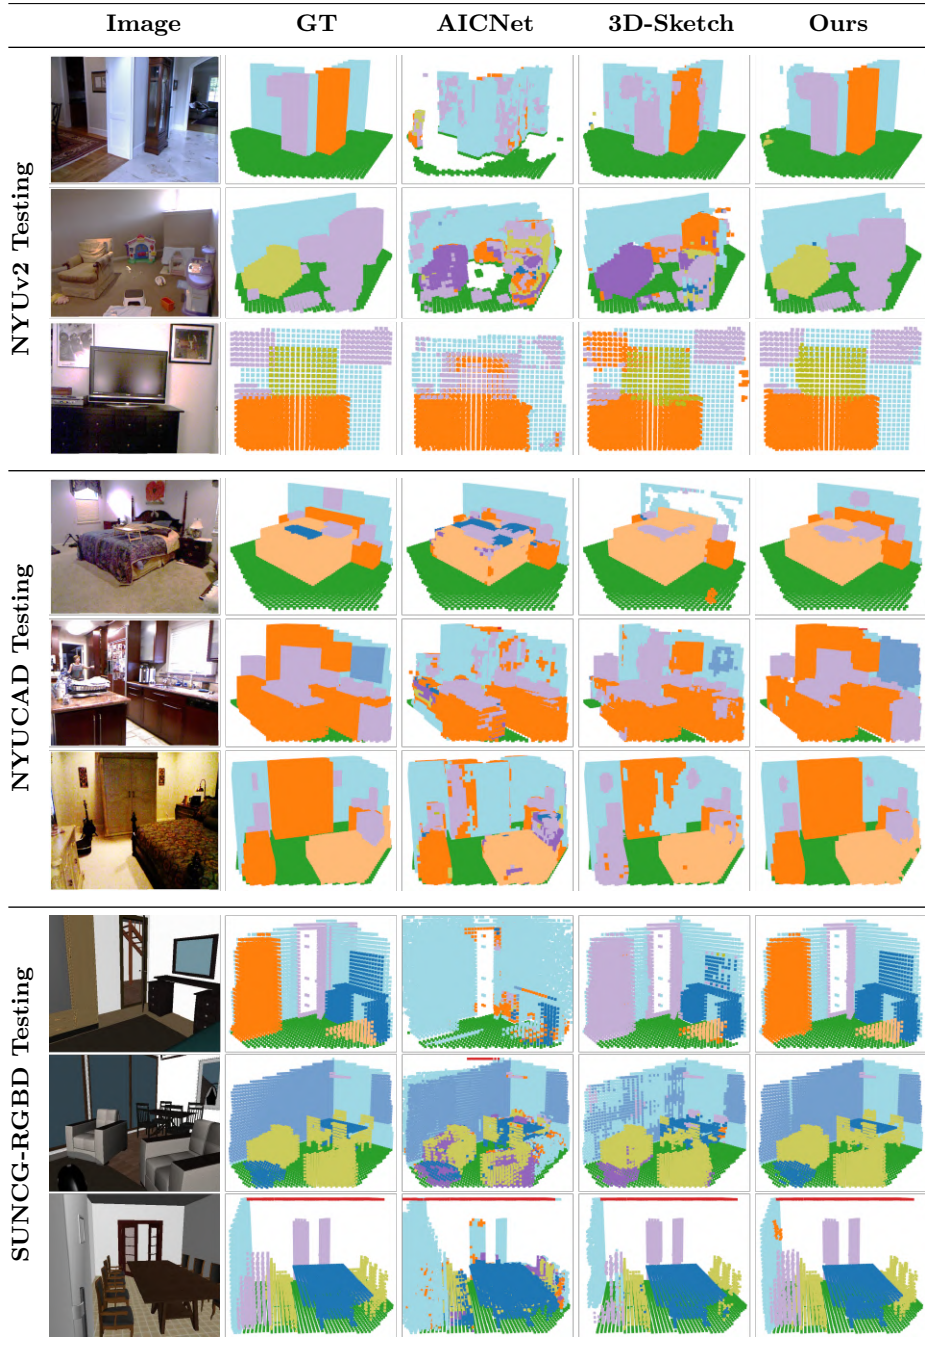 Image GT AICNet 3D-Sketch Ours
NYUv2 Testing
NYUCAD Testing
SUNCG-RGBD Testing